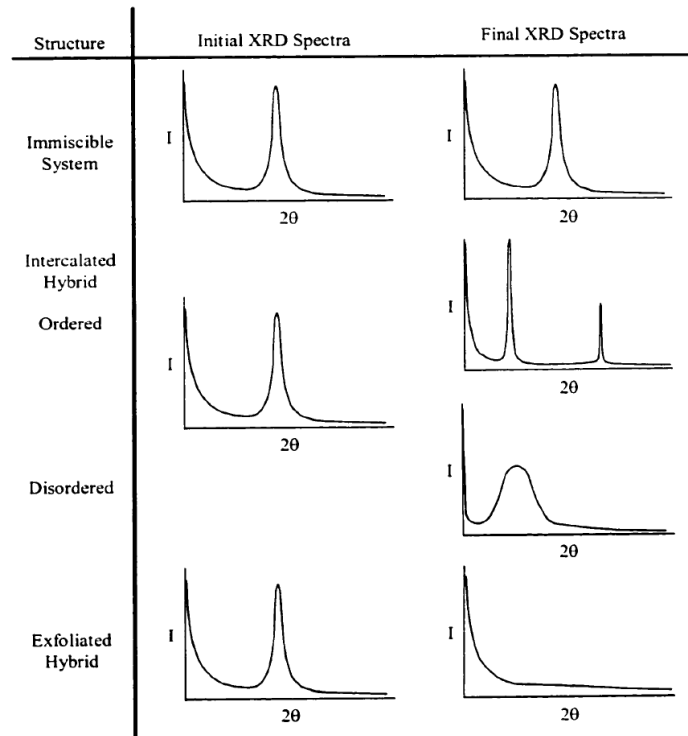 Structure
Initial XRD Spectra
Final XRD Spectra
Immiscible
System
I
2θ
I
2θ
Intercalated
Hybrid
Ordered
I
2θ
I
2θ
Disordered
I
2θ
Exfoliated
Hybrid
I
2θ
I
2θ